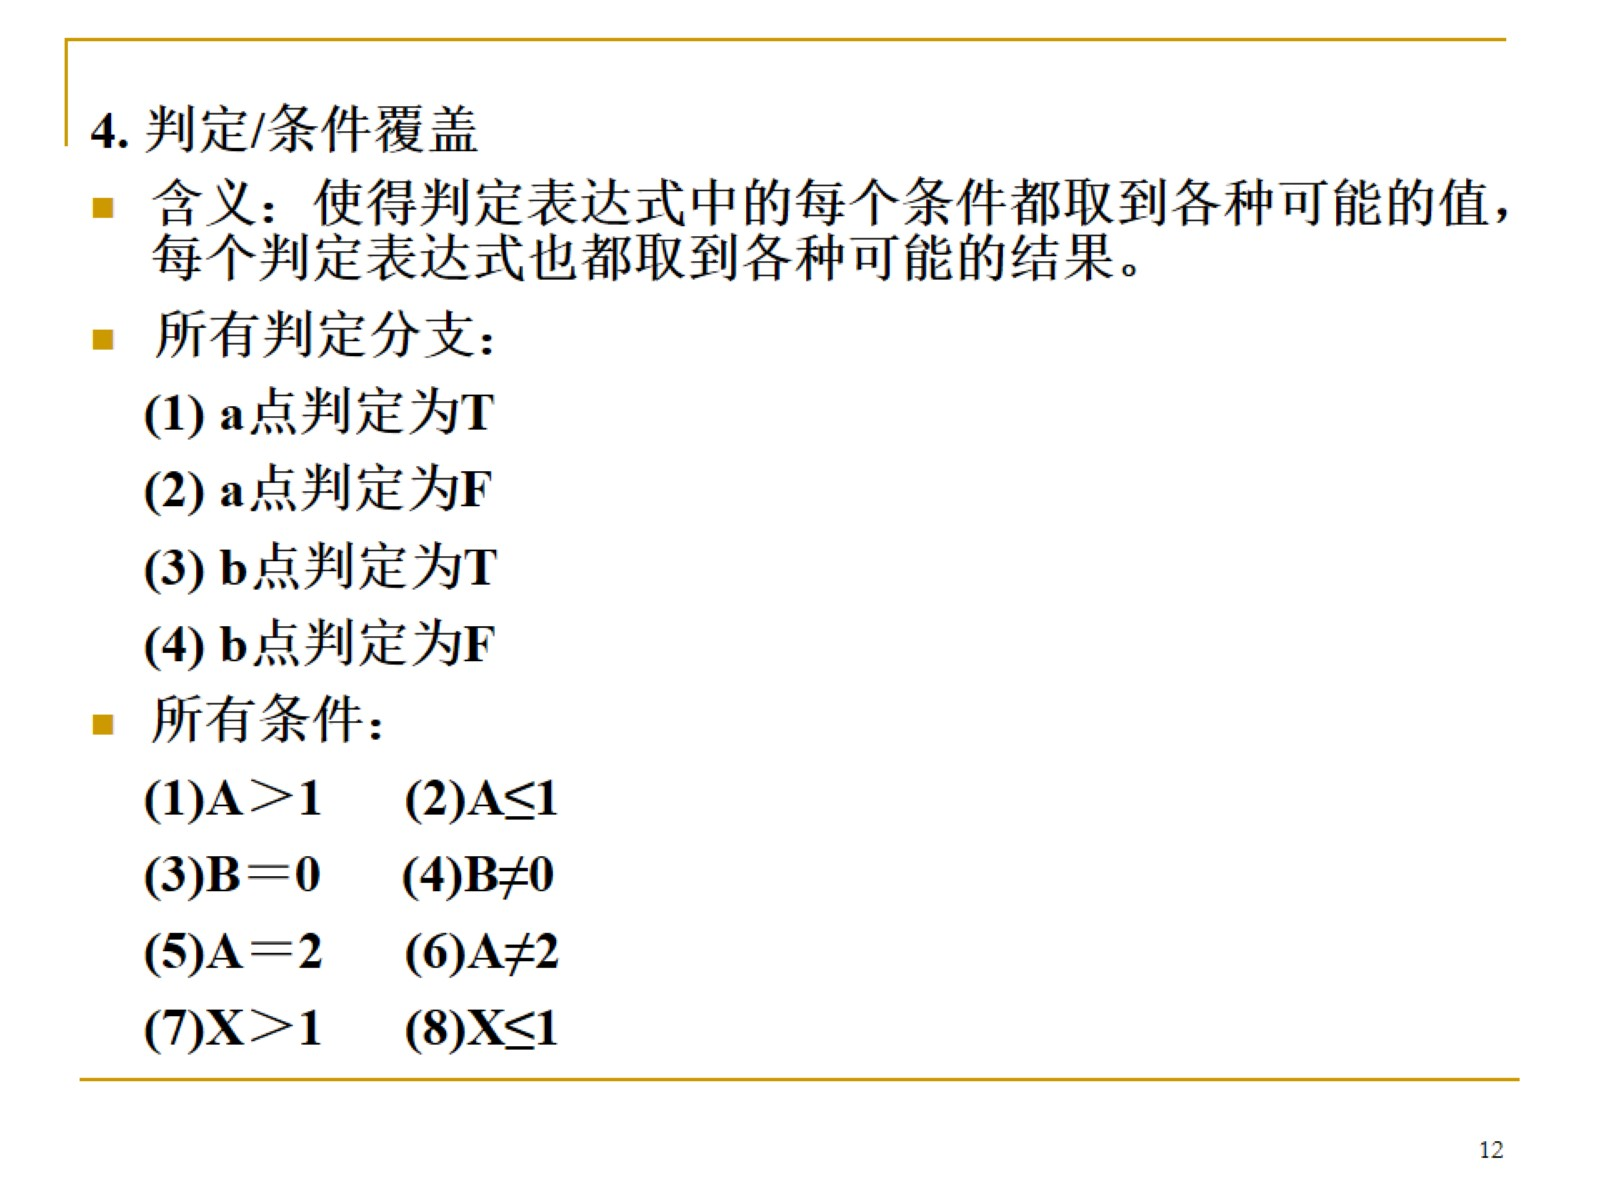 4. 判定/条件覆盖
■ 含义：使得判定表达式中的每个条件都取到各种可能的值，
每个判定表达式也都取到各种可能的结果。
■ 所有判定分支：
(1) a点判定为T
(2) a点判定为F
(3) b点判定为T
(4) b点判定为F
■ 所有条件：
(1)A＞1 (2)A≤1
(3)B＝0 (4)B≠0
(5)A＝2 (6)A≠2
(7)X＞1 (8)X≤1
12